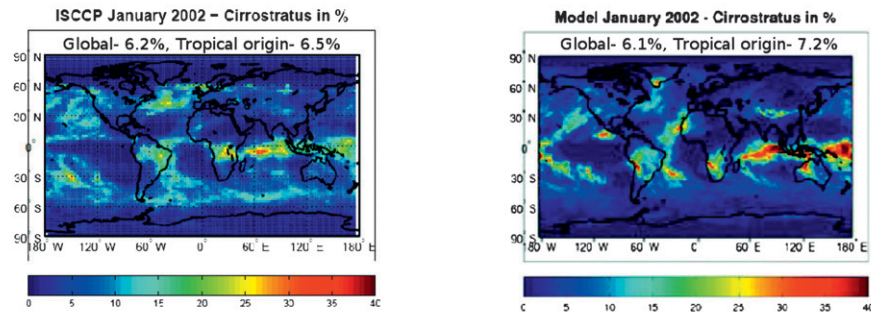 ISCCP January 2002 – Cirrostratus in %
Global- 6.2%, Tropical origin- 6.5%
90 N
60
30
0°
30
S
60
90 S
180 W 120 W 60 W 0° 60 E 120 E 180 E
0 5 10 15 20 25 30 35 40
Model January 2002 - Cirrostratus in %
Global- 6.1%, Tropical origin- 7.2%
90 N
60
N
30
0°
30
S
60
S
90
180 W 120 W 60 W 0° 60 E 120 E 180 E
0 5 10 15 20 25 30 35 40